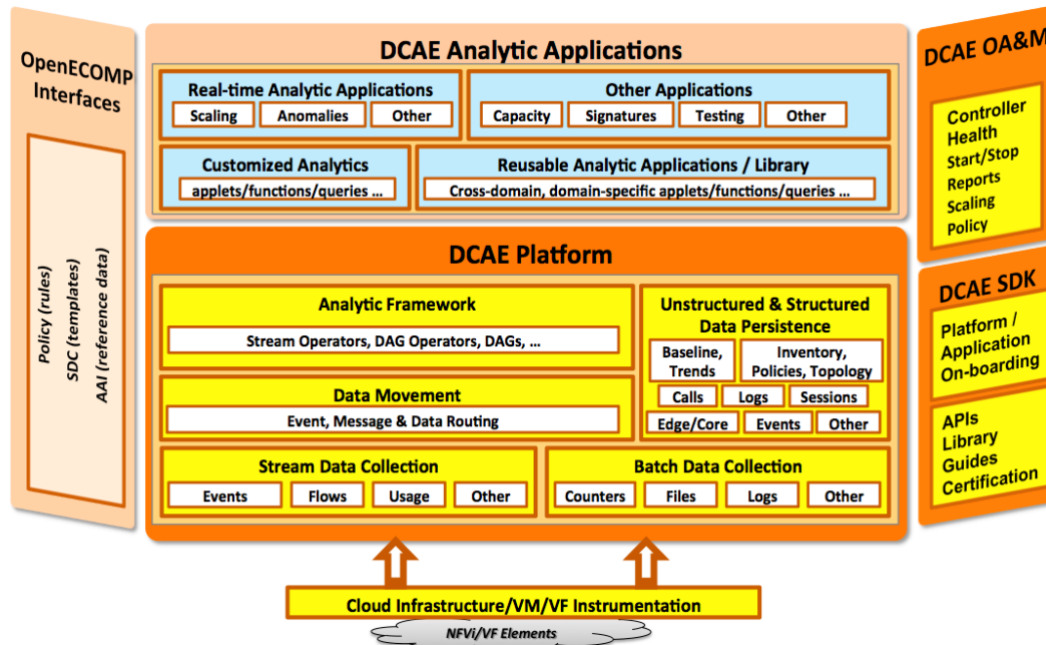 OpenECOMP
Interfaces
Policy (rules)
SDC (templates)
AAI (reference data)
DCAE Analytic Applications
Real-time Analytic Applications
Scaling
Anomalies
Other
Other Applications
Capacity
Signatures
Testing
Other
Customized Analytics
applets/functions/queries ...
Reusable Analytic Applications / Library
Cross-domain, domain-specific applets/functions/queries ...
DCAE Platform
Analytic Framework
Stream Operators, DAG Operators, DAGs, ...
Data Movement
Event, Message & Data Routing
Unstructured & Structured
Data Persistence
Baseline,
Trends
Inventory,
Policies, Topology
Calls
Logs
Sessions
Edge/Core
Events
Other
Stream Data Collection
Events
Flows
Usage
Other
Batch Data Collection
Counters
Files
Logs
Other
DCAE OA&M
Controller
Health
Start/Stop
Reports
Scaling
Policy
DCAE SDK
Platform /
Application
On-boarding
APIs
Library
Guides
Certification
Cloud Infrastructure/VM/VF Instrumentation
NFVi/VF Elements